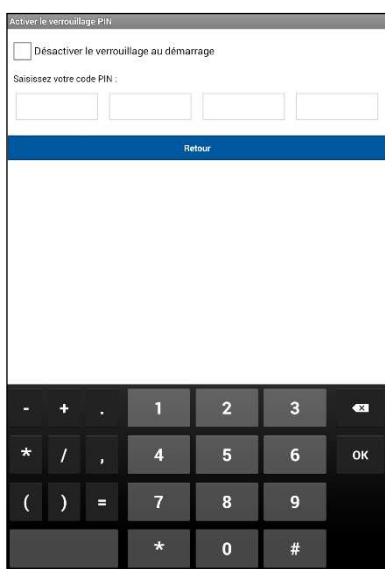 Activer le verrouillage PIN
Désactiver le verrouillage au démarrage
Saisissez votre code PIN :
Retour
- + . 1 2 3
* / , 4 5 6 OK
( ) = 7 8 9
* 0 #